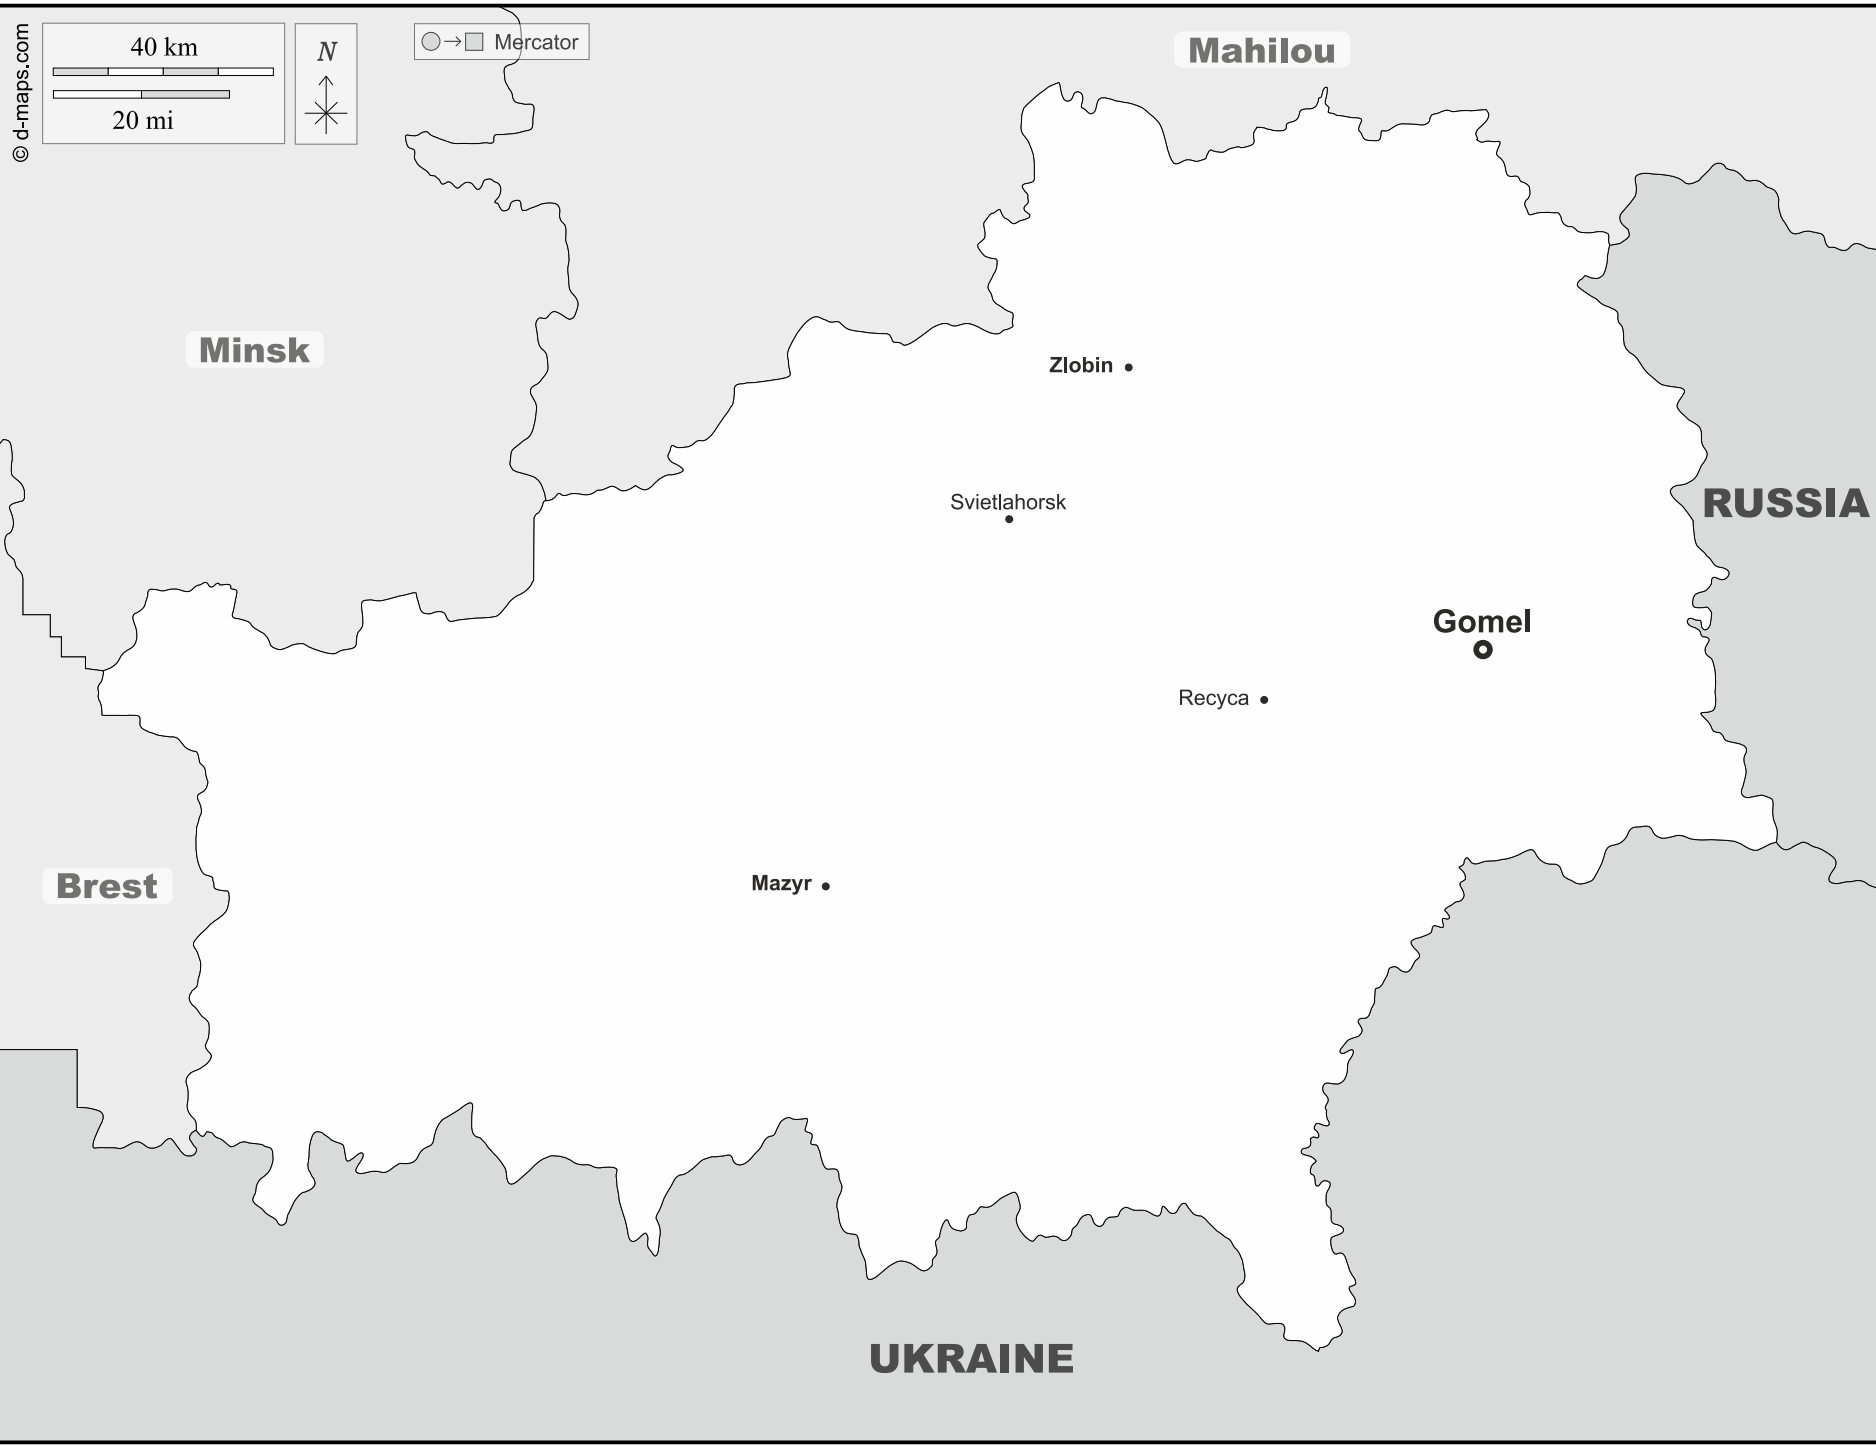 © d-maps.com
40 km
20 mi
N
Mercator
Mahilou
Minsk
Zlobin
Svietlahorsk
RUSSIA
Gomel
Recyca
Brest
Mazyr
UKRAINE